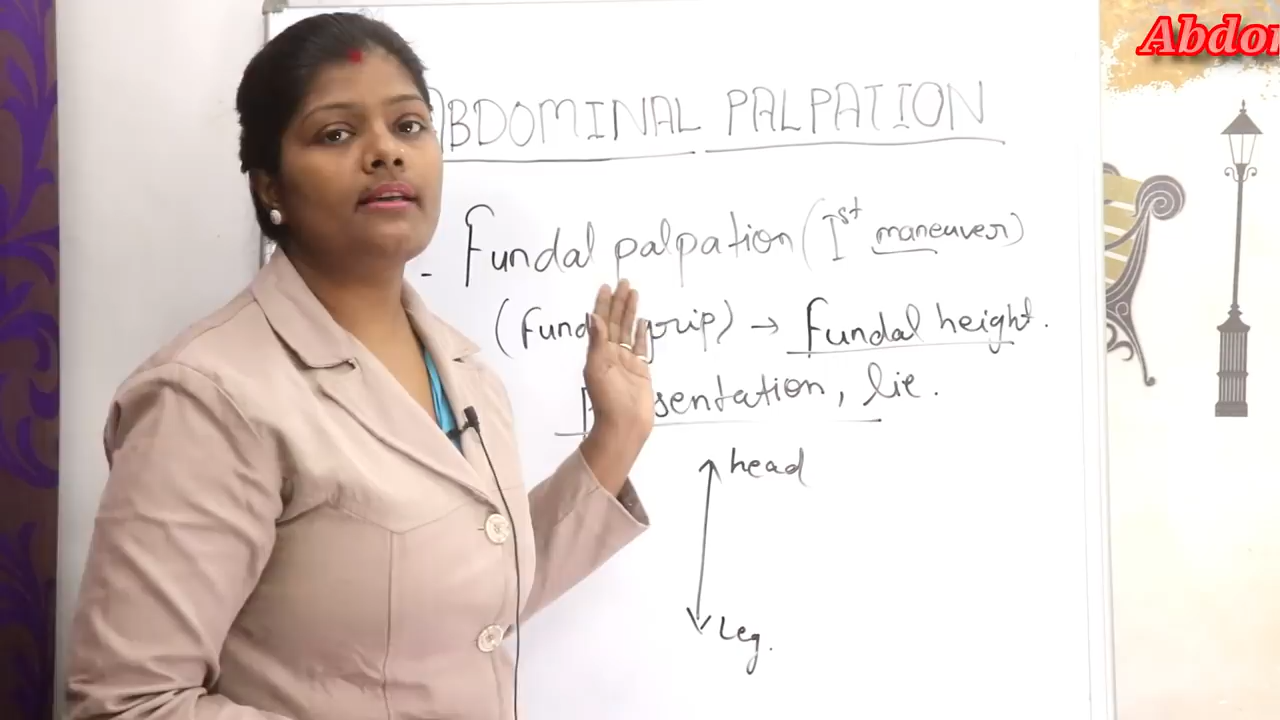 Abdo
ABDOMINAL PALPATION
- Fundal palpation (Ist maneuver)
(Fund grip) → Fundal height.
sentation, lie.
head
Leg.